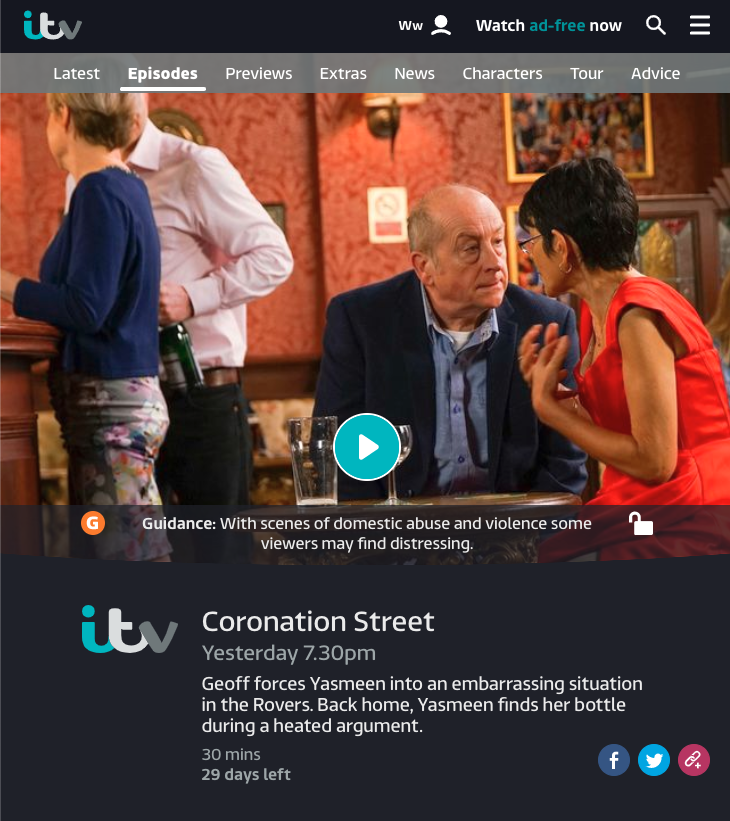 itv
Ww
Watch ad-free now
Latest Episodes Previews Extras News Characters Tour Advice
G
Guidance: With scenes of domestic abuse and violence some
viewers may find distressing.
itv
Coronation Street
Yesterday 7.30pm
Geoff forces Yasmeen into an embarrassing situation
in the Rovers. Back home, Yasmeen finds her bottle
during a heated argument.
30 mins
29 days left
f